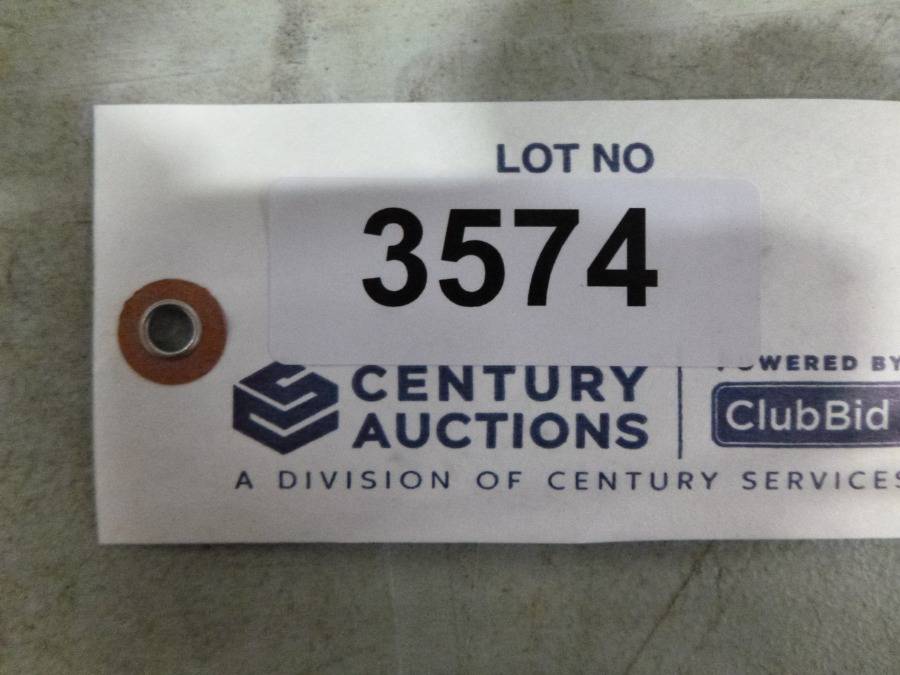 LOT NO
3574
CENTURY AUCTIONS
POWERED BY
ClubBid
A DIVISION OF CENTURY SERVICES